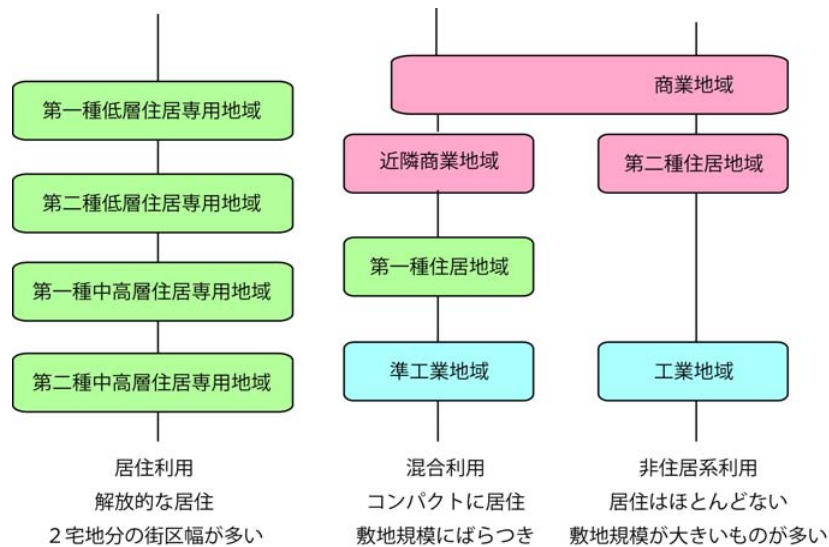 第一種低層住居専用地域
第二種低層住居専用地域
第一種中高層住居専用地域
第二種中高層住居専用地域
居住利用
解放的な居住
２宅地分の街区幅が多い
商業地域
近隣商業地域
第一種住居地域
準工業地域
混合利用
コンパクトに居住
敷地規模にばらつき
第二種住居地域
工業地域
非住居系利用
居住はほとんどない
敷地規模が大きいものが多い